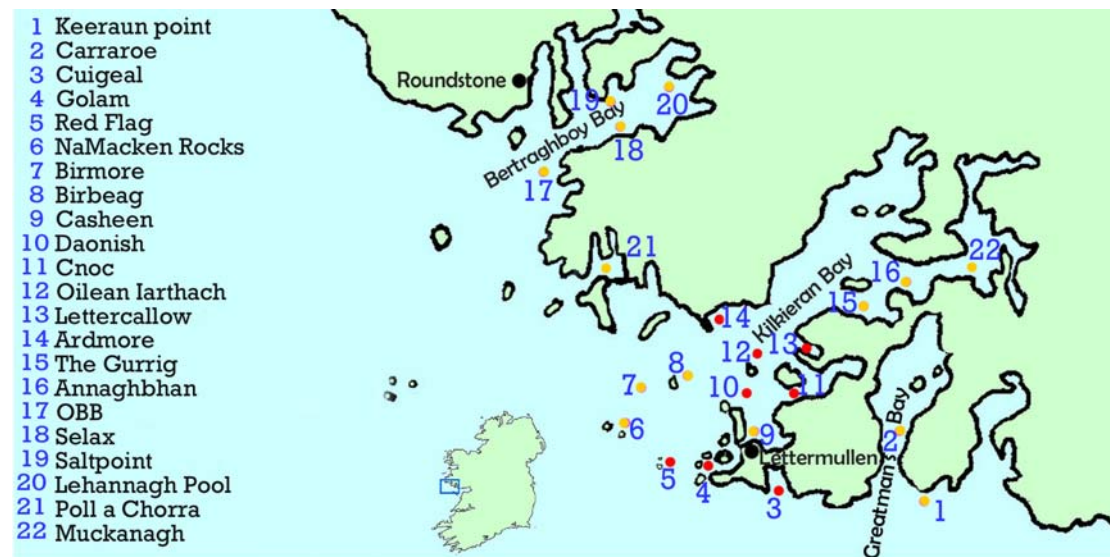 1 Keeraun point
2 Carraroe
3 Cuigeal
4 Golam
5 Red Flag
6 NaMacken Rocks
7 Birmore
8 Birbeag
9 Casheen
10 Daonish
11 Cnoc
12 Oilean Iarthach
13 Lettercallow
14 Ardmore
15 The Gurrig
16 Annaghbhan
17 OBB
18 Selax
19 Saltpoint
20 Lehannagh Pool
21 Poll a Chorra
22 Muckanagh
Roundstone
19
20
18
Bertraghboy Bay
17
21
22
16
15
Kilkieran Bay
14
13
12
8
7
10
11
6
9
2
Lettermullen
Greatman's Bay
5
4
3
1